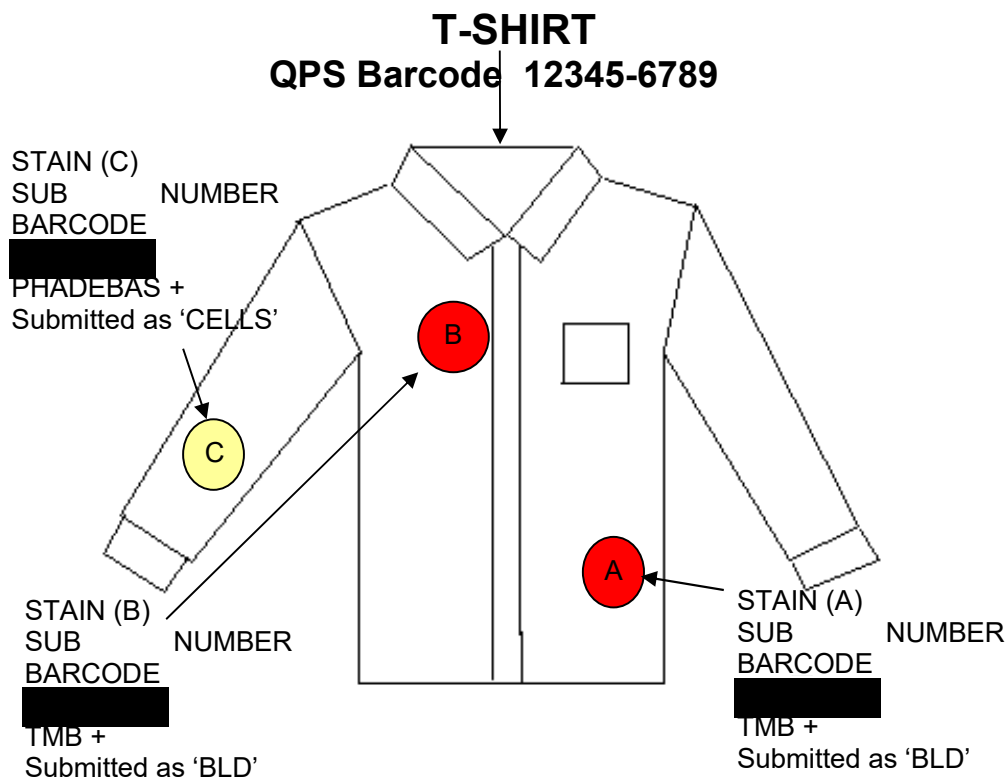 T-SHIRT
QPS Barcode 12345-6789
STAIN (C)
SUB NUMBER
BARCODE
PHADEBAS +
Submitted as ‘CELLS’
B
C
A
STAIN (B)
SUB NUMBER
BARCODE
TMB +
Submitted as ‘BLD’
STAIN (A)
SUB NUMBER
BARCODE
TMB +
Submitted as ‘BLD’